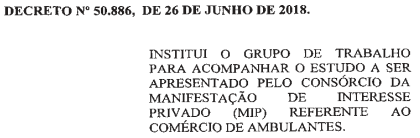 DECRETO Nº 50.886, DE 26 DE JUNHO DE 2018.
INSTITUI O GRUPO DE TRABALHO
PARA ACOMPANHAR O ESTUDO A SER
APRESENTADO PELO CONSÓRCIO DA
MANIFESTAÇÃO DE INTERESSE
PRIVADO (MIP) REFERENTE AO
COMÉRCIO DE AMBULANTES.